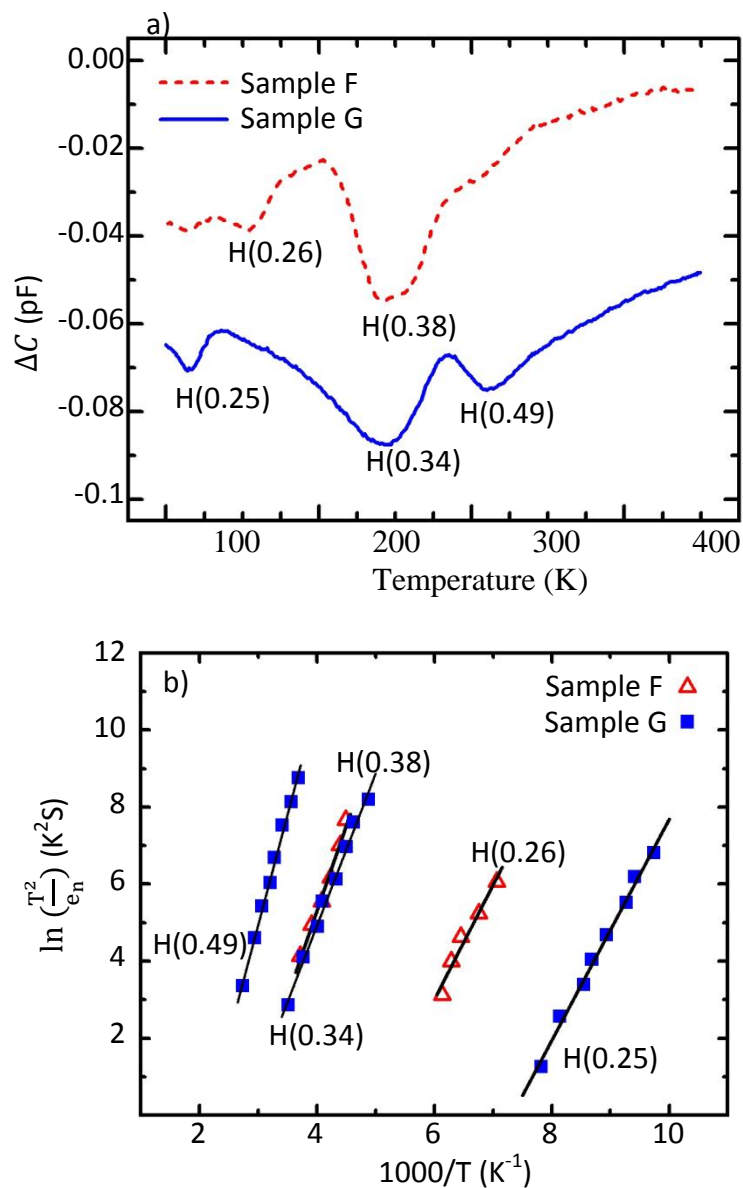 a)
0.00
-0.02
-0.04
-0.06
-0.08
-0.1
ΔC (pF)
Sample F
Sample G
H(0.26)
H(0.38)
H(0.25)
H(0.49)
H(0.34)
100
200
300
400
Temperature (K)
b)
12
10
8
6
4
2
ln (T²/eₙ) (K²S)
Sample F
Sample G
H(0.38)
H(0.26)
H(0.49)
H(0.34)
H(0.25)
2
4
6
8
10
1000/T (K⁻¹)